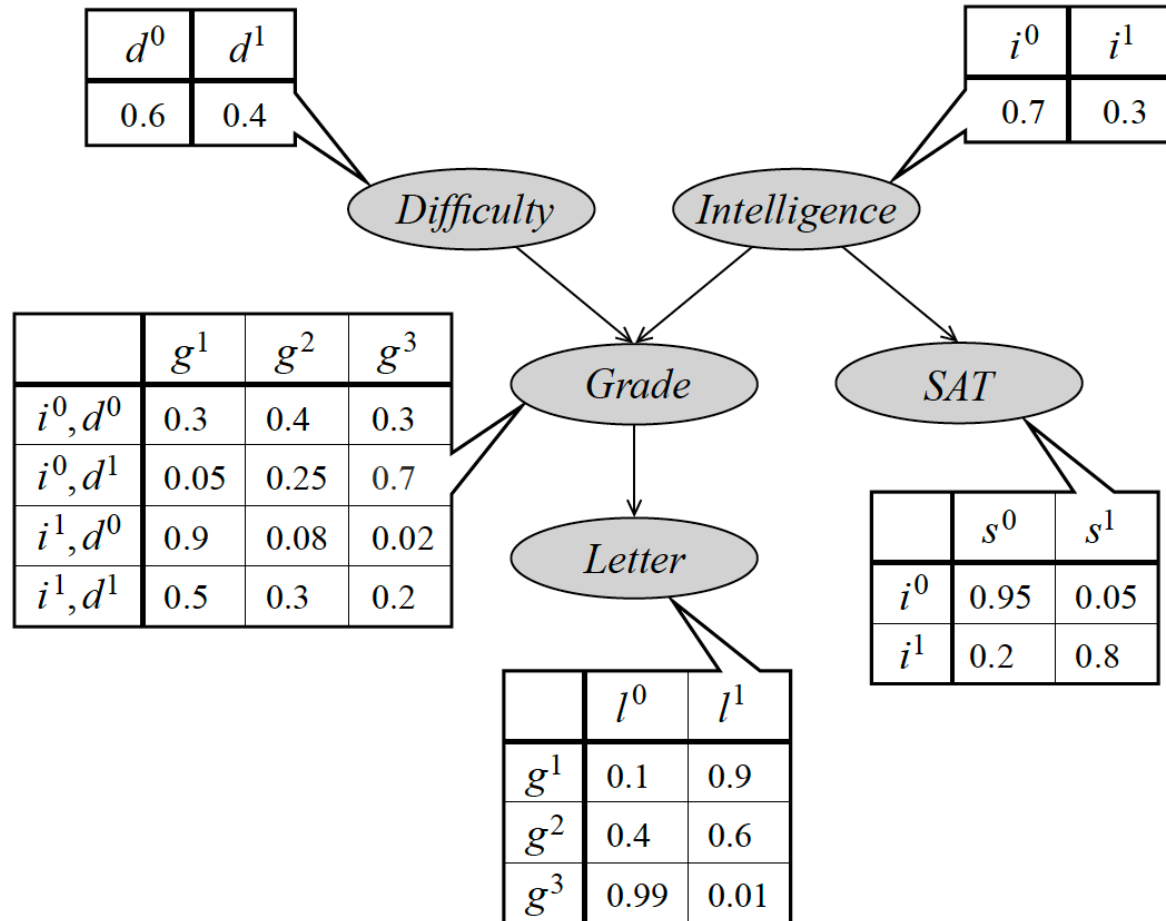 d⁰ d¹
0.6 0.4
i⁰ i¹
0.7 0.3
Difficulty
Intelligence
g¹ g² g³
i⁰,d⁰ 0.3 0.4 0.3
i⁰,d¹ 0.05 0.25 0.7
i¹,d⁰ 0.9 0.08 0.02
i¹,d¹ 0.5 0.3 0.2
Grade
SAT
Letter
s⁰ s¹
i⁰ 0.95 0.05
i¹ 0.2 0.8
l⁰ l¹
g¹ 0.1 0.9
g² 0.4 0.6
g³ 0.99 0.01